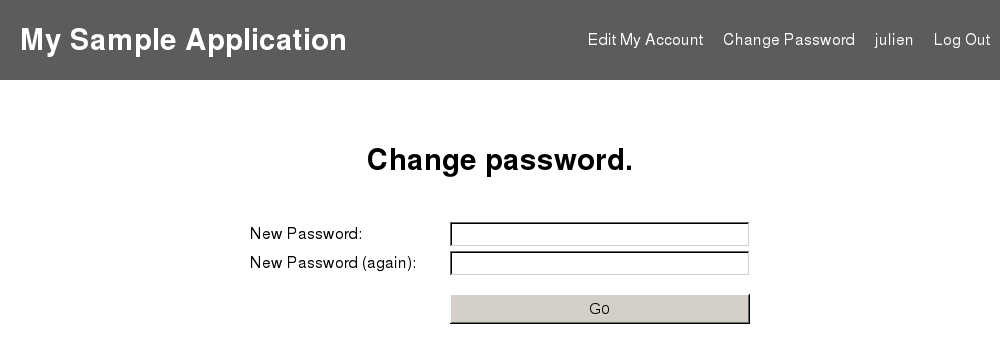 My Sample Application
Edit My Account Change Password julien Log Out
Change password.
New Password:
New Password (again):
Go